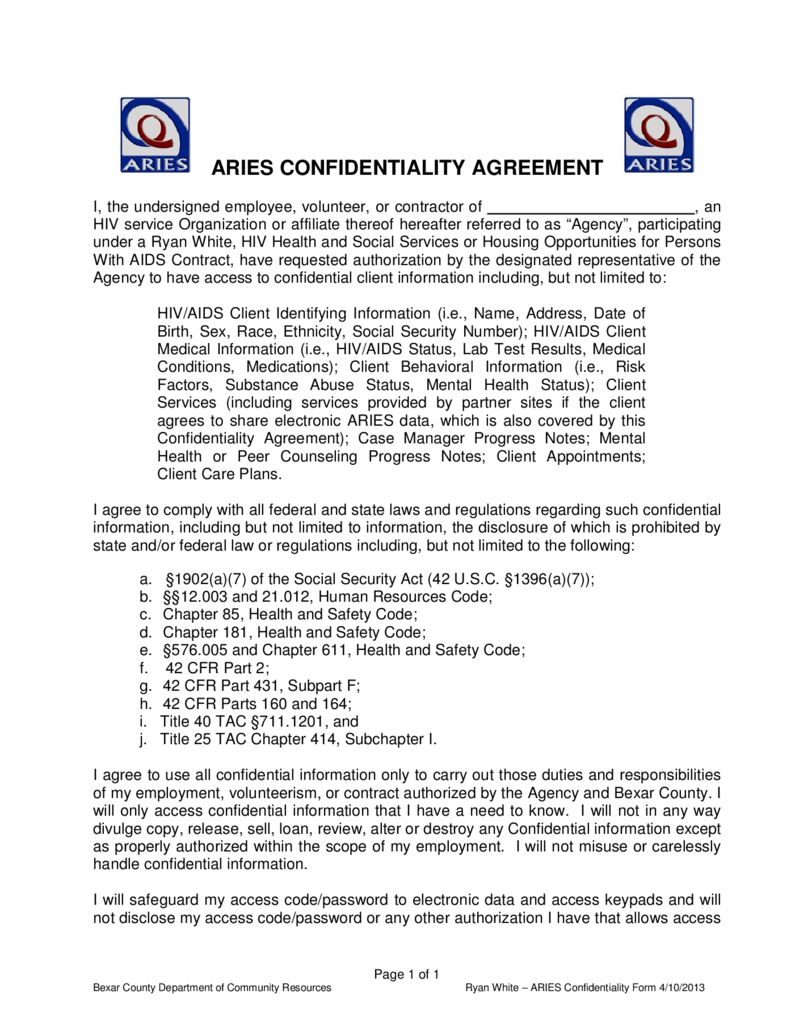 ARIES ARIES
ARIES CONFIDENTIALITY AGREEMENT
I, the undersigned employee, volunteer, or contractor of ________________________, an
HIV service Organization or affiliate thereof hereafter referred to as “Agency”, participating
under a Ryan White, HIV Health and Social Services or Housing Opportunities for Persons
With AIDS Contract, have requested authorization by the designated representative of the
Agency to have access to confidential client information including, but not limited to:
HIV/AIDS Client Identifying Information (i.e., Name, Address, Date of
Birth, Sex, Race, Ethnicity, Social Security Number); HIV/AIDS Client
Medical Information (i.e., HIV/AIDS Status, Lab Test Results, Medical
Conditions, Medications); Client Behavioral Information (i.e., Risk
Factors, Substance Abuse Status, Mental Health Status); Client
Services (including services provided by partner sites if the client
agrees to share electronic ARIES data, which is also covered by this
Confidentiality Agreement); Case Manager Progress Notes; Mental
Health or Peer Counseling Progress Notes; Client Appointments;
Client Care Plans.
I agree to comply with all federal and state laws and regulations regarding such confidential
information, including but not limited to information, the disclosure of which is prohibited by
state and/or federal law or regulations including, but not limited to the following:
a. §1902(a)(7) of the Social Security Act (42 U.S.C. §1396(a)(7));
b. §§12.003 and 21.012, Human Resources Code;
c. Chapter 85, Health and Safety Code;
d. Chapter 181, Health and Safety Code;
e. §576.005 and Chapter 611, Health and Safety Code;
f. 42 CFR Part 2;
g. 42 CFR Part 431, Subpart F;
h. 42 CFR Parts 160 and 164;
i. Title 40 TAC §711.1201, and
j. Title 25 TAC Chapter 414, Subchapter I.
I agree to use all confidential information only to carry out those duties and responsibilities
of my employment, volunteerism, or contract authorized by the Agency and Bexar County. I
will only access confidential information that I have a need to know. I will not in any way
divulge copy, release, sell, loan, review, alter or destroy any Confidential information except
as properly authorized within the scope of my employment. I will not misuse or carelessly
handle confidential information.
I will safeguard my access code/password to electronic data and access keypads and will
not disclose my access code/password or any other authorization I have that allows access
Page 1 of 1
Bexar County Department of Community Resources Ryan White – ARIES Confidentiality Form 4/10/2013